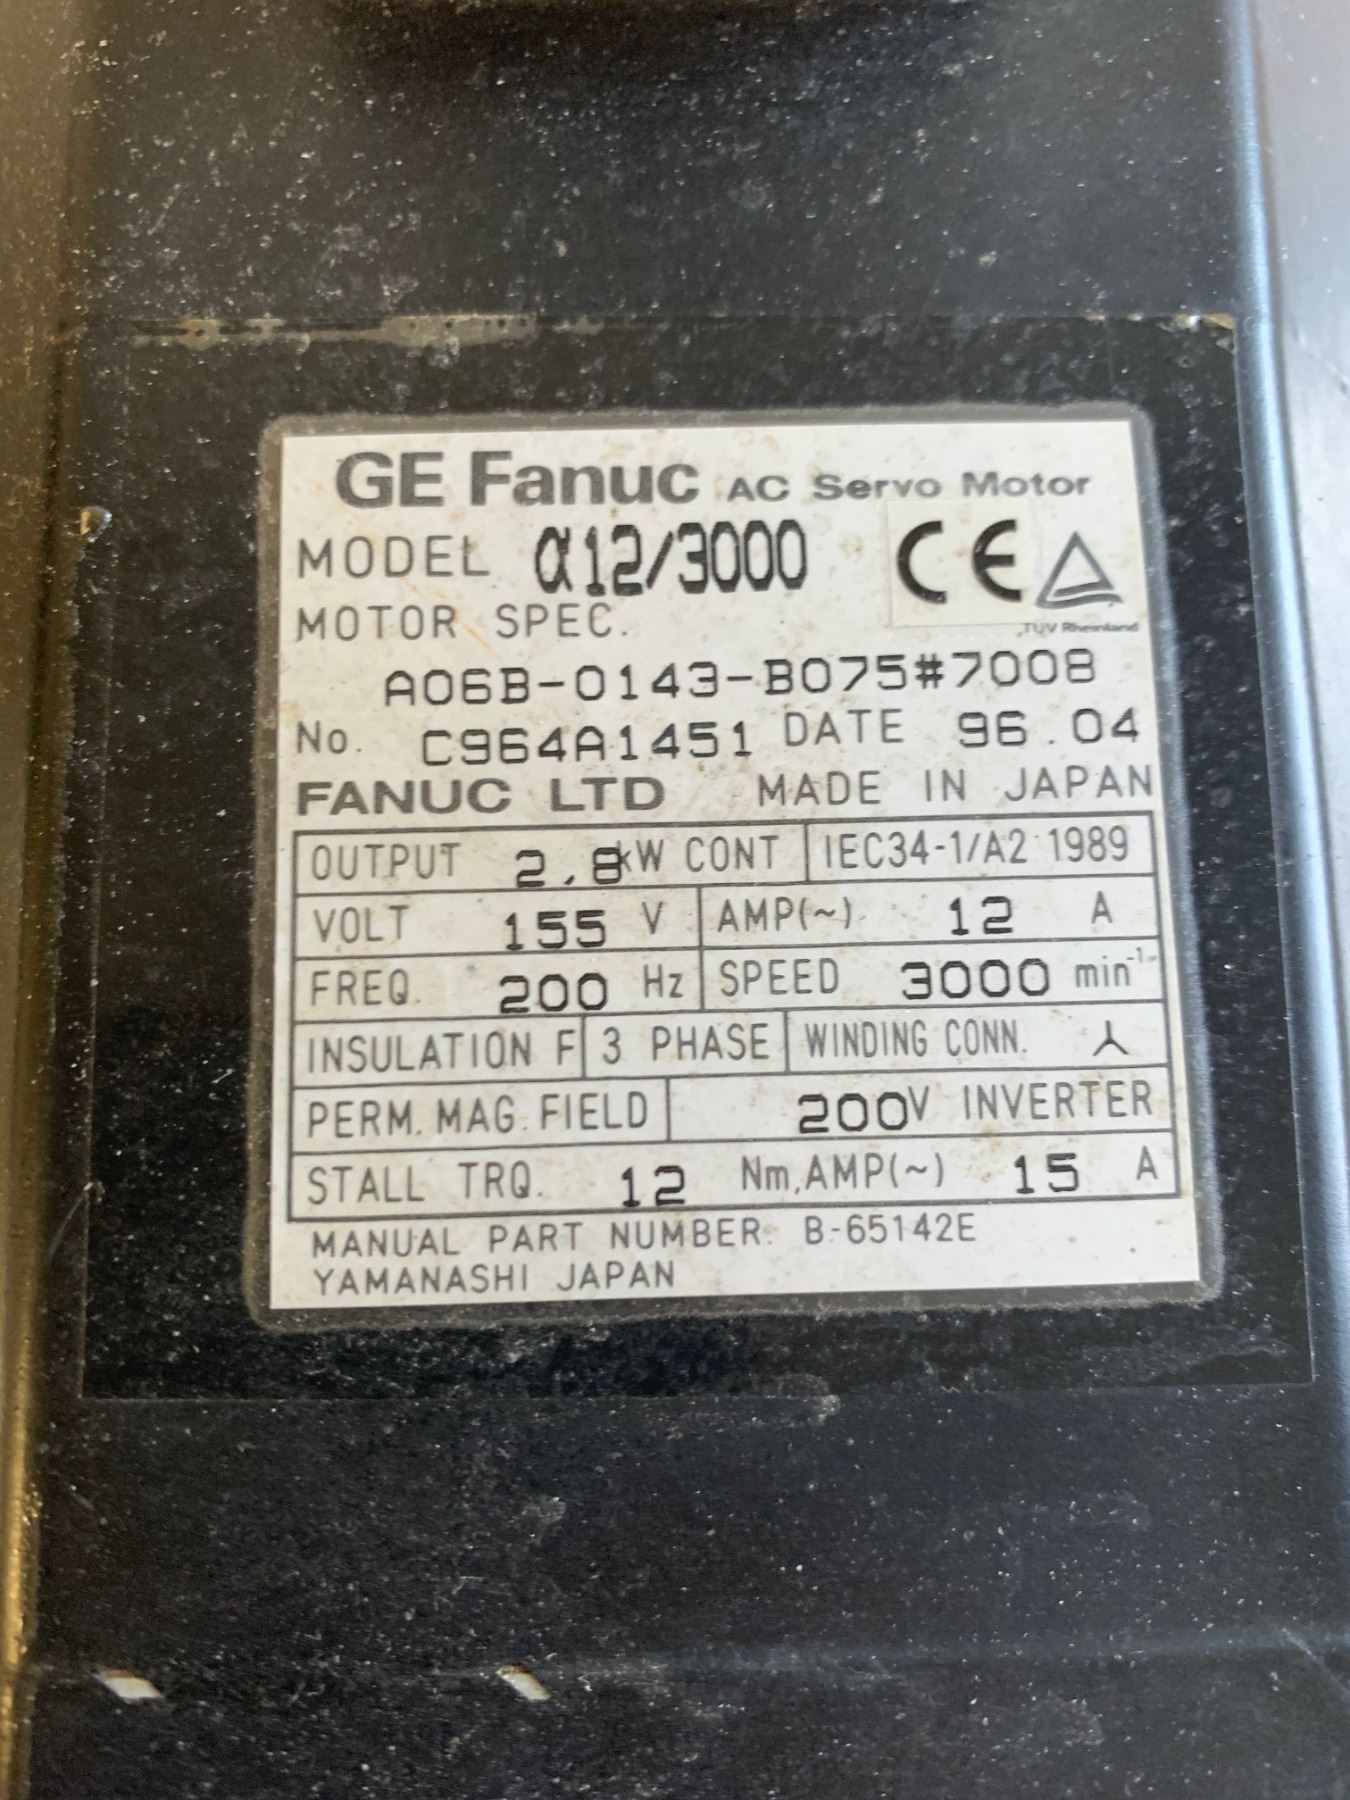 GE Fanuc AC Servo Motor
MODEL α12/3000 CE
MOTOR SPEC. TÜV Rheinland
A06B-0143-B075#7008
No. C964A1451 DATE 96.04
FANUC LTD MADE IN JAPAN
OUTPUT 2.8kW CONT IEC34-1/A2 1989
VOLT 155 V AMP(~) 12 A
FREQ. 200 Hz SPEED 3000 min⁻¹
INSULATION F 3 PHASE WINDING CONN.
PERM. MAG. FIELD 200V INVERTER
STALL TRQ. 12 Nm, AMP(~) 15 A
MANUAL PART NUMBER: B-65142E
YAMANASHI JAPAN